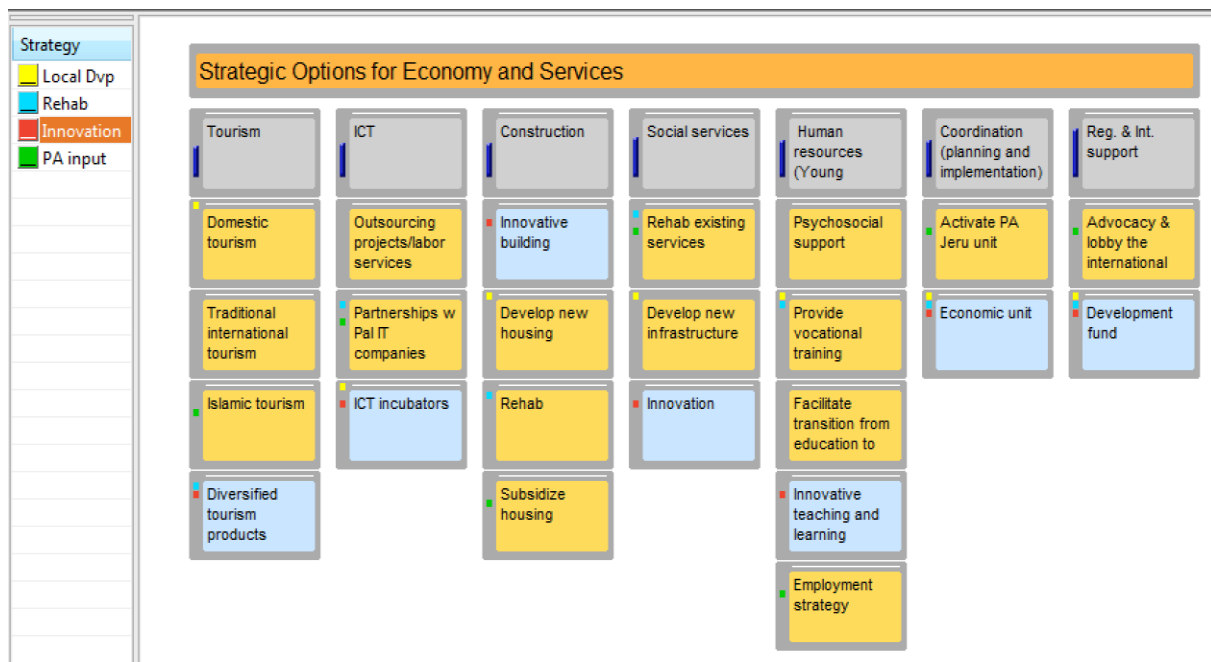 Strategy
Local Dvp
Rehab
Innovation
PA input
Strategic Options for Economy and Services
Tourism
ICT
Construction
Social services
Human
resources
(Young
Coordination
(planning and
implementation)
Reg. & Int.
support
Domestic
tourism
Outsourcing
projects/labor
services
Innovative
building
Rehab existing
services
Psychosocial
support
Activate PA
Jeru unit
Advocacy &
lobby the
international
Traditional
international
tourism
Partnerships w
Pal IT
companies
Develop new
housing
Develop new
infrastructure
Provide
vocational
training
Economic unit
Development
fund
Islamic tourism
ICT incubators
Rehab
Innovation
Facilitate
transition from
education to
Diversified
tourism
products
Subsidize
housing
Innovative
teaching and
learning
Employment
strategy